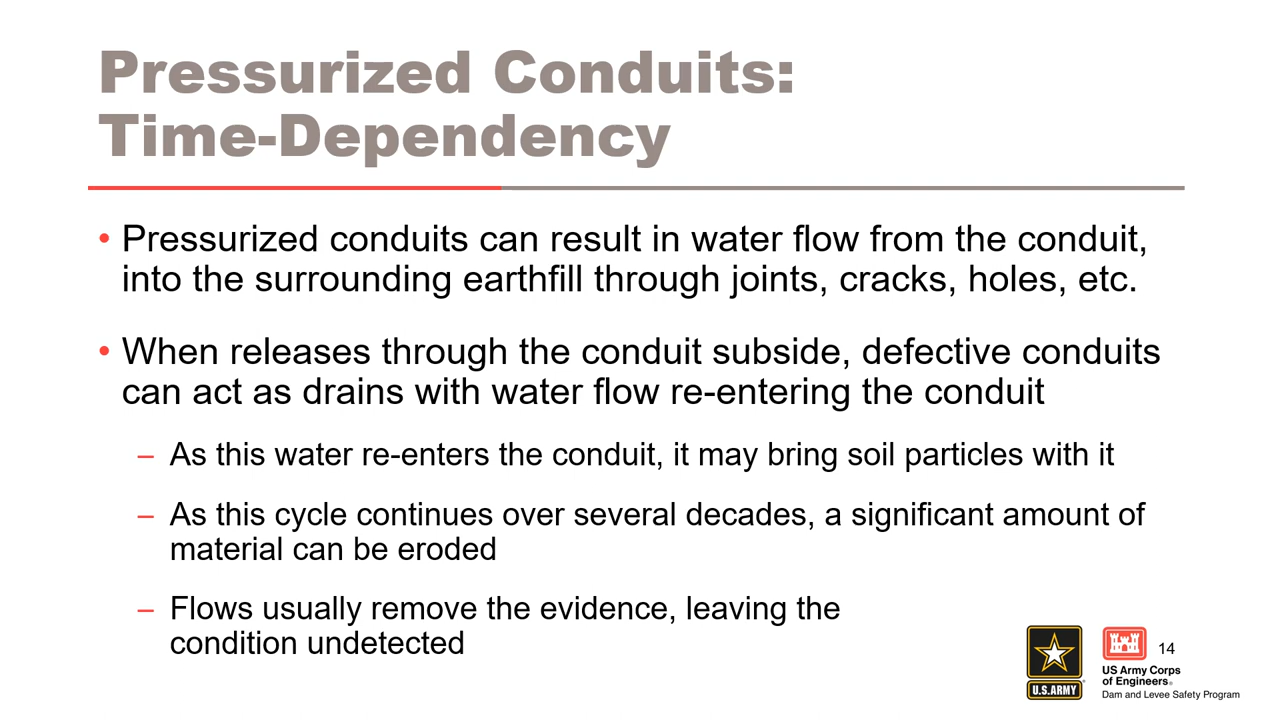 Pressurized Conduits:
Time-Dependency
• Pressurized conduits can result in water flow from the conduit,
into the surrounding earthfill through joints, cracks, holes, etc.
• When releases through the conduit subside, defective conduits
can act as drains with water flow re-entering the conduit
– As this water re-enters the conduit, it may bring soil particles with it
– As this cycle continues over several decades, a significant amount of
material can be eroded
– Flows usually remove the evidence, leaving the
condition undetected
U.S.ARMY
US Army Corps
of Engineers®
Dam and Levee Safety Program
14